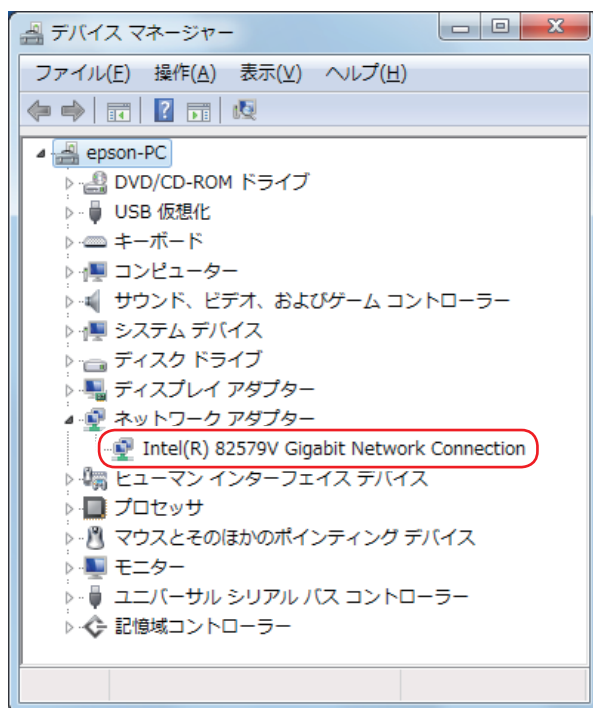 デバイス マネージャー
ファイル(F) 操作(A) 表示(V) ヘルプ(H)
epson-PC
DVD/CD-ROM ドライブ
USB 仮想化
キーボード
コンピューター
サウンド、ビデオ、およびゲーム コントローラー
システム デバイス
ディスク ドライブ
ディスプレイ アダプター
ネットワーク アダプター
Intel(R) 82579V Gigabit Network Connection
ヒューマン インターフェイス デバイス
プロセッサ
マウスとそのほかのポインティング デバイス
モニター
ユニバーサル シリアル バス コントローラー
記憶域コントローラー